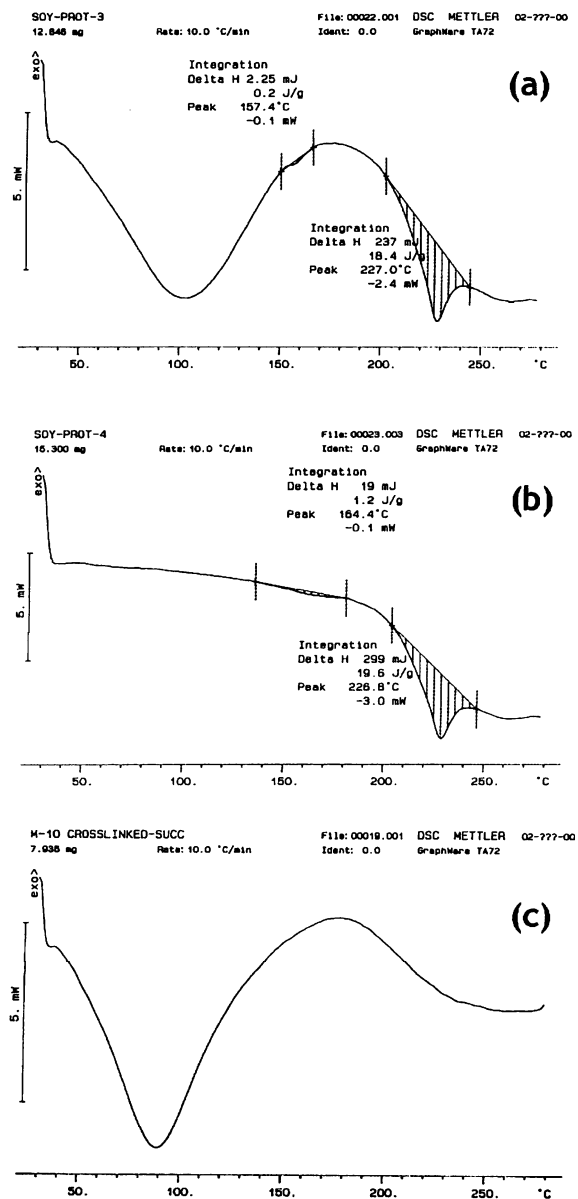 SOY-PROT-3 File: 00022.001 DSC METTLER 02-???-00
12.846 mg Rate: 10.0 °C/min Ident: 0.0 GraphWare TA72
exo>
Integration
Delta H 2.25 mJ
0.2 J/g
Peak 157.4°C
-0.1 mW
(a)
5. mW
Integration
Delta H 237 mJ
18.4 J/g
Peak 227.0°C
-2.4 mW
50. 100. 150. 200. 250. °C
SOY-PROT-4 File: 00023.003 DSC METTLER 02-???-00
15.300 mg Rate: 10.0 °C/min Ident: 0.0 GraphWare TA72
exo>
Integration
Delta H 19 mJ
1.2 J/g
Peak 164.4°C
-0.1 mW
(b)
5. mW
Integration
Delta H 299 mJ
19.6 J/g
Peak 226.8°C
-3.0 mW
50. 100. 150. 200. 250. °C
M-10 CROSSLINKED-SUCC File: 00019.001 DSC METTLER 02-???-00
7.936 mg Rate: 10.0 °C/min Ident: 0.0 GraphWare TA72
exo>
(c)
5. mW
50. 100. 150. 200. 250. °C